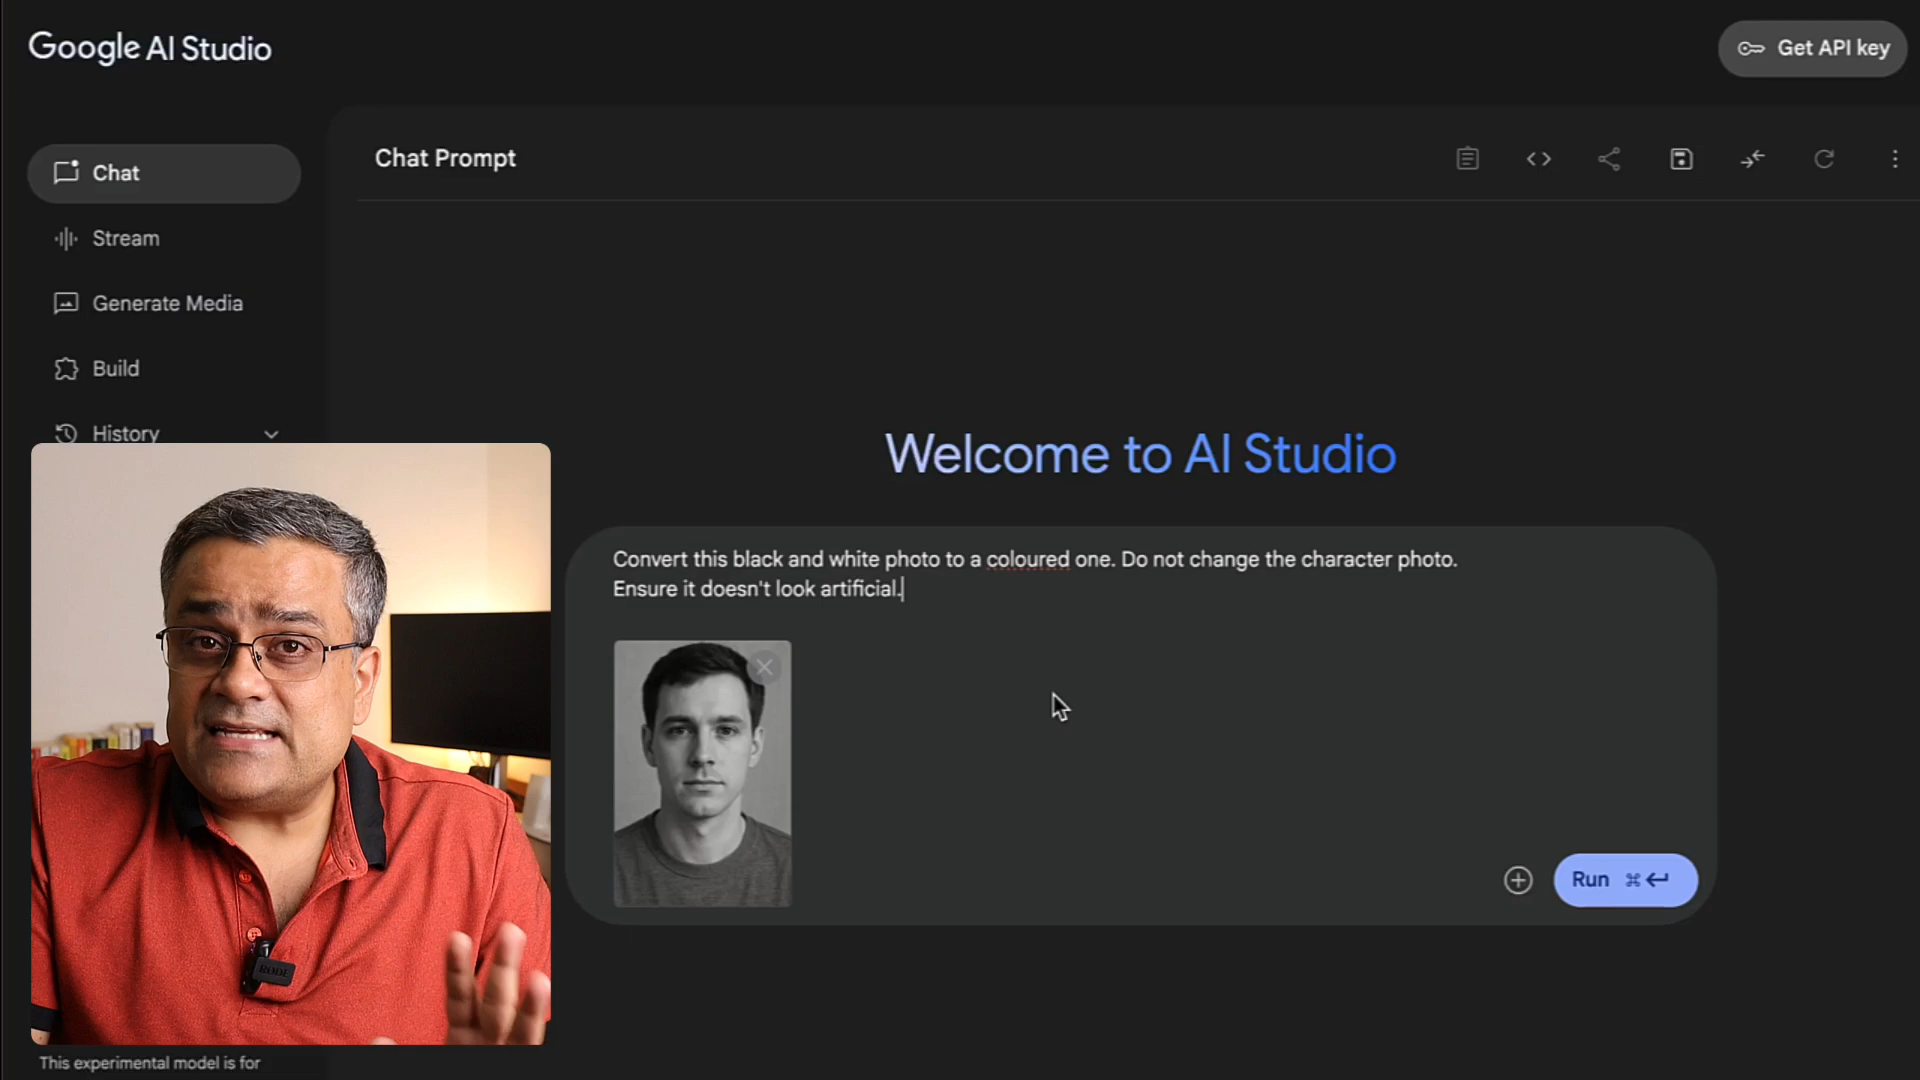 Google AI Studio
Get API key
Chat
Chat Prompt
Stream
Generate Media
Build
History
Welcome to AI Studio
Convert this black and white photo to a coloured one. Do not change the character photo.
Ensure it doesn't look artificial.
Run ⌘↵
RODE
This experimental model is for